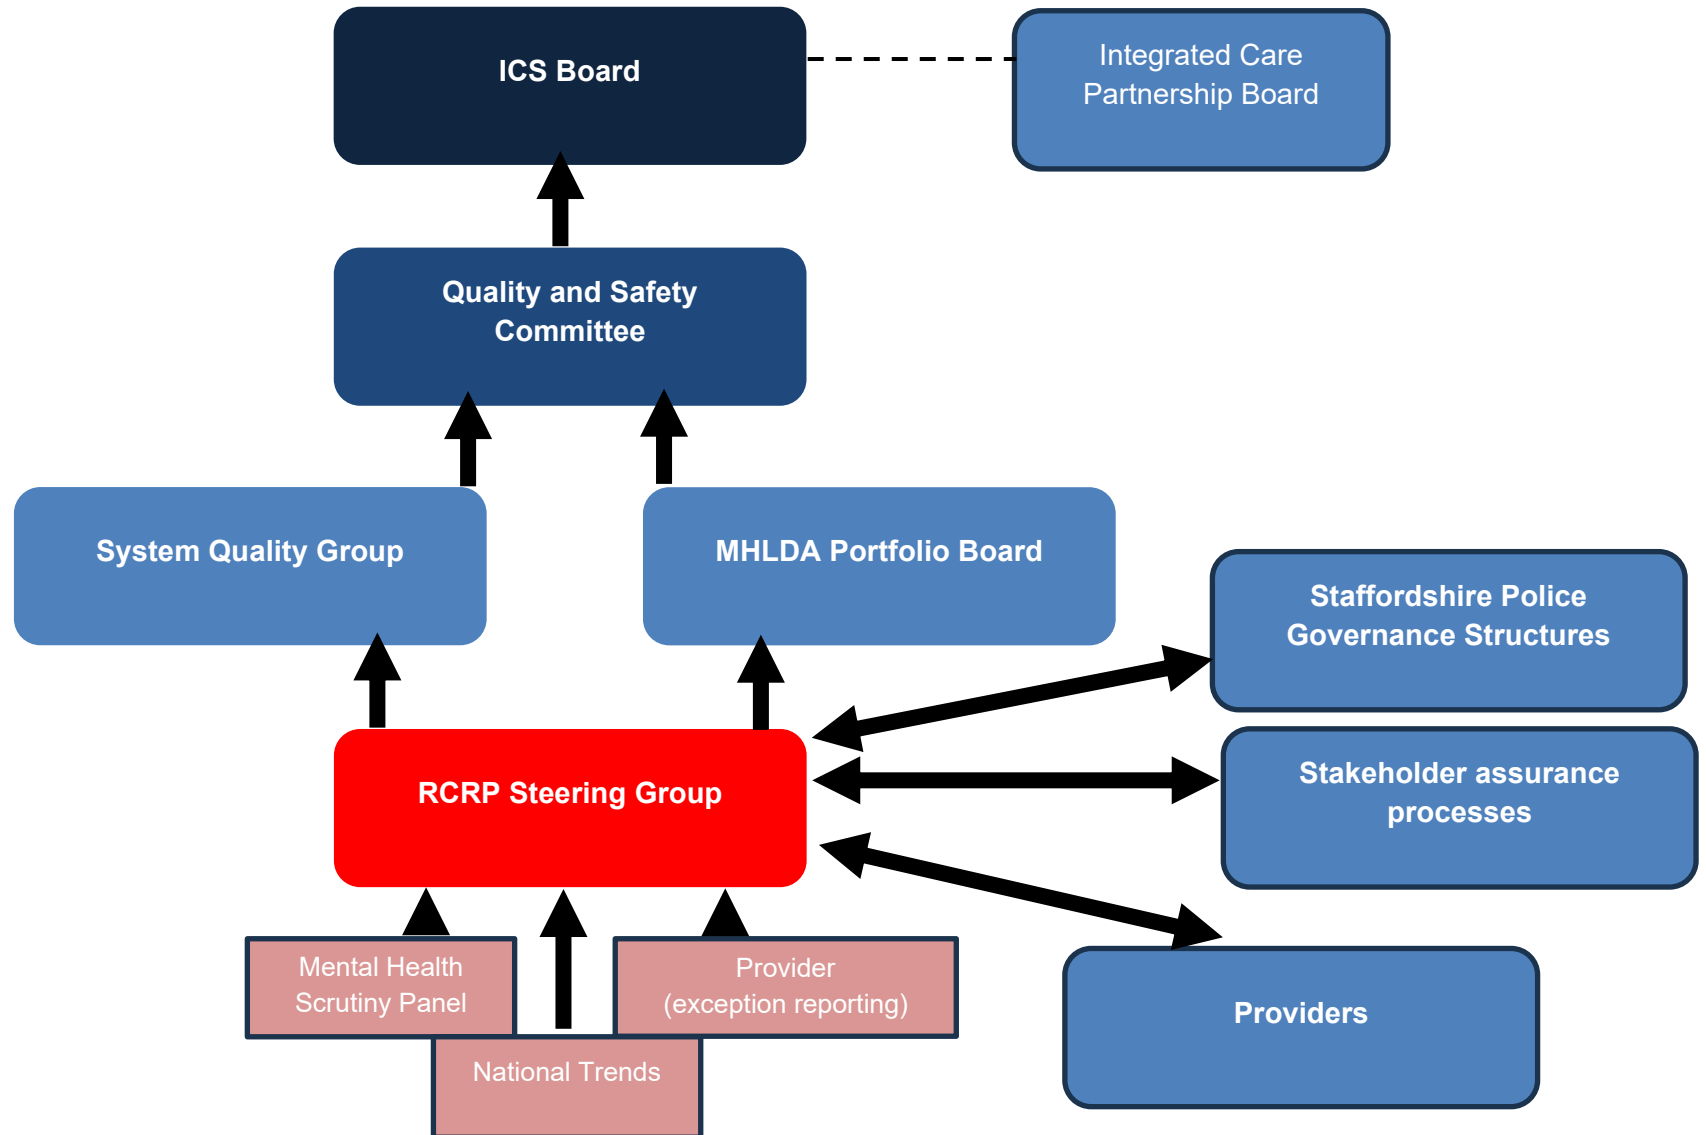 ICS Board
Integrated Care
Partnership Board
Quality and Safety
Committee
System Quality Group
MHLDA Portfolio Board
Staffordshire Police
Governance Structures
RCRP Steering Group
Stakeholder assurance
processes
Mental Health
Scrutiny Panel
Provider
(exception reporting)
National Trends
Providers